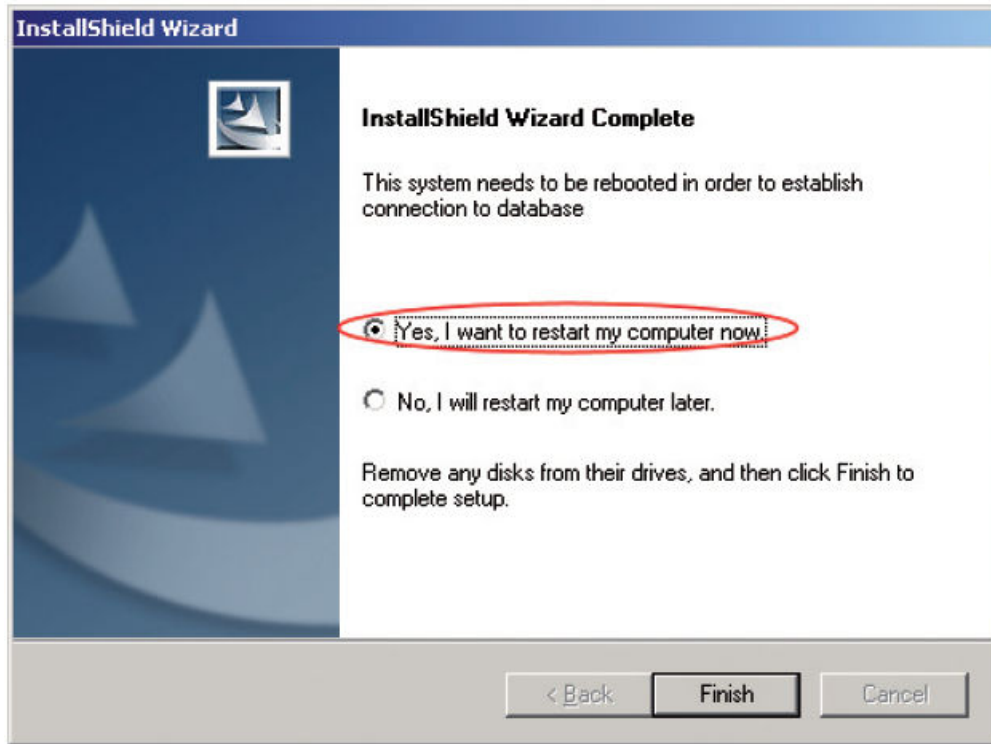 InstallShield Wizard
InstallShield Wizard Complete
This system needs to be rebooted in order to establish
connection to database
Yes, I want to restart my computer now.
No, I will restart my computer later.
Remove any disks from their drives, and then click Finish to
complete setup.
< Back Finish Cancel